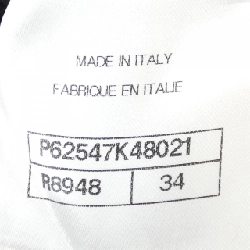 MADE IN ITALY
FABRIQUE EN ITALIE
P62547K48021
R8948 34